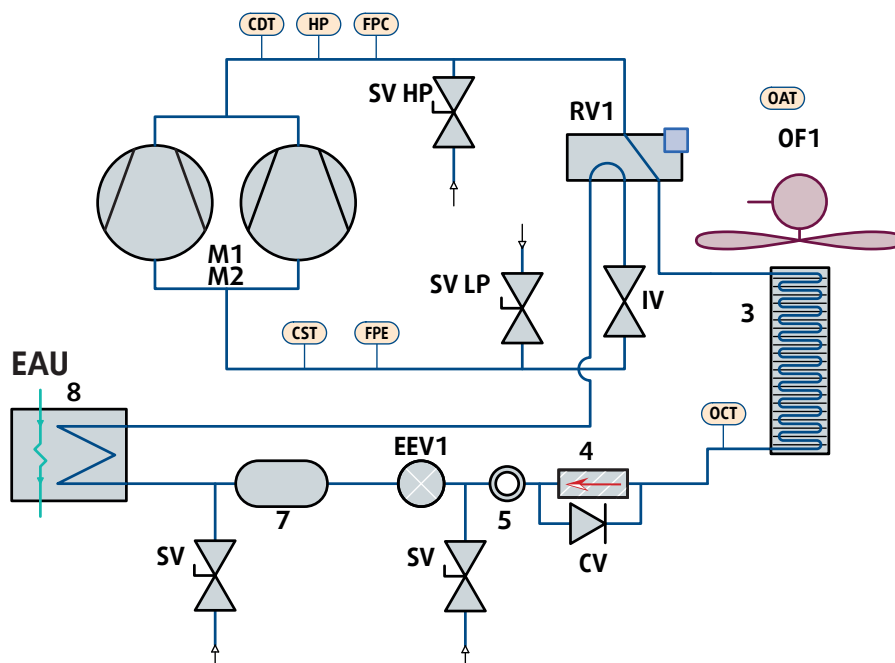 CDT HP FPC
SV HP
RV1
OAT
OF1
M1
M2
SV LP
IV
3
CST FPE
EAU
8
OCT
EEV1
4
7
5
SV
SV
CV